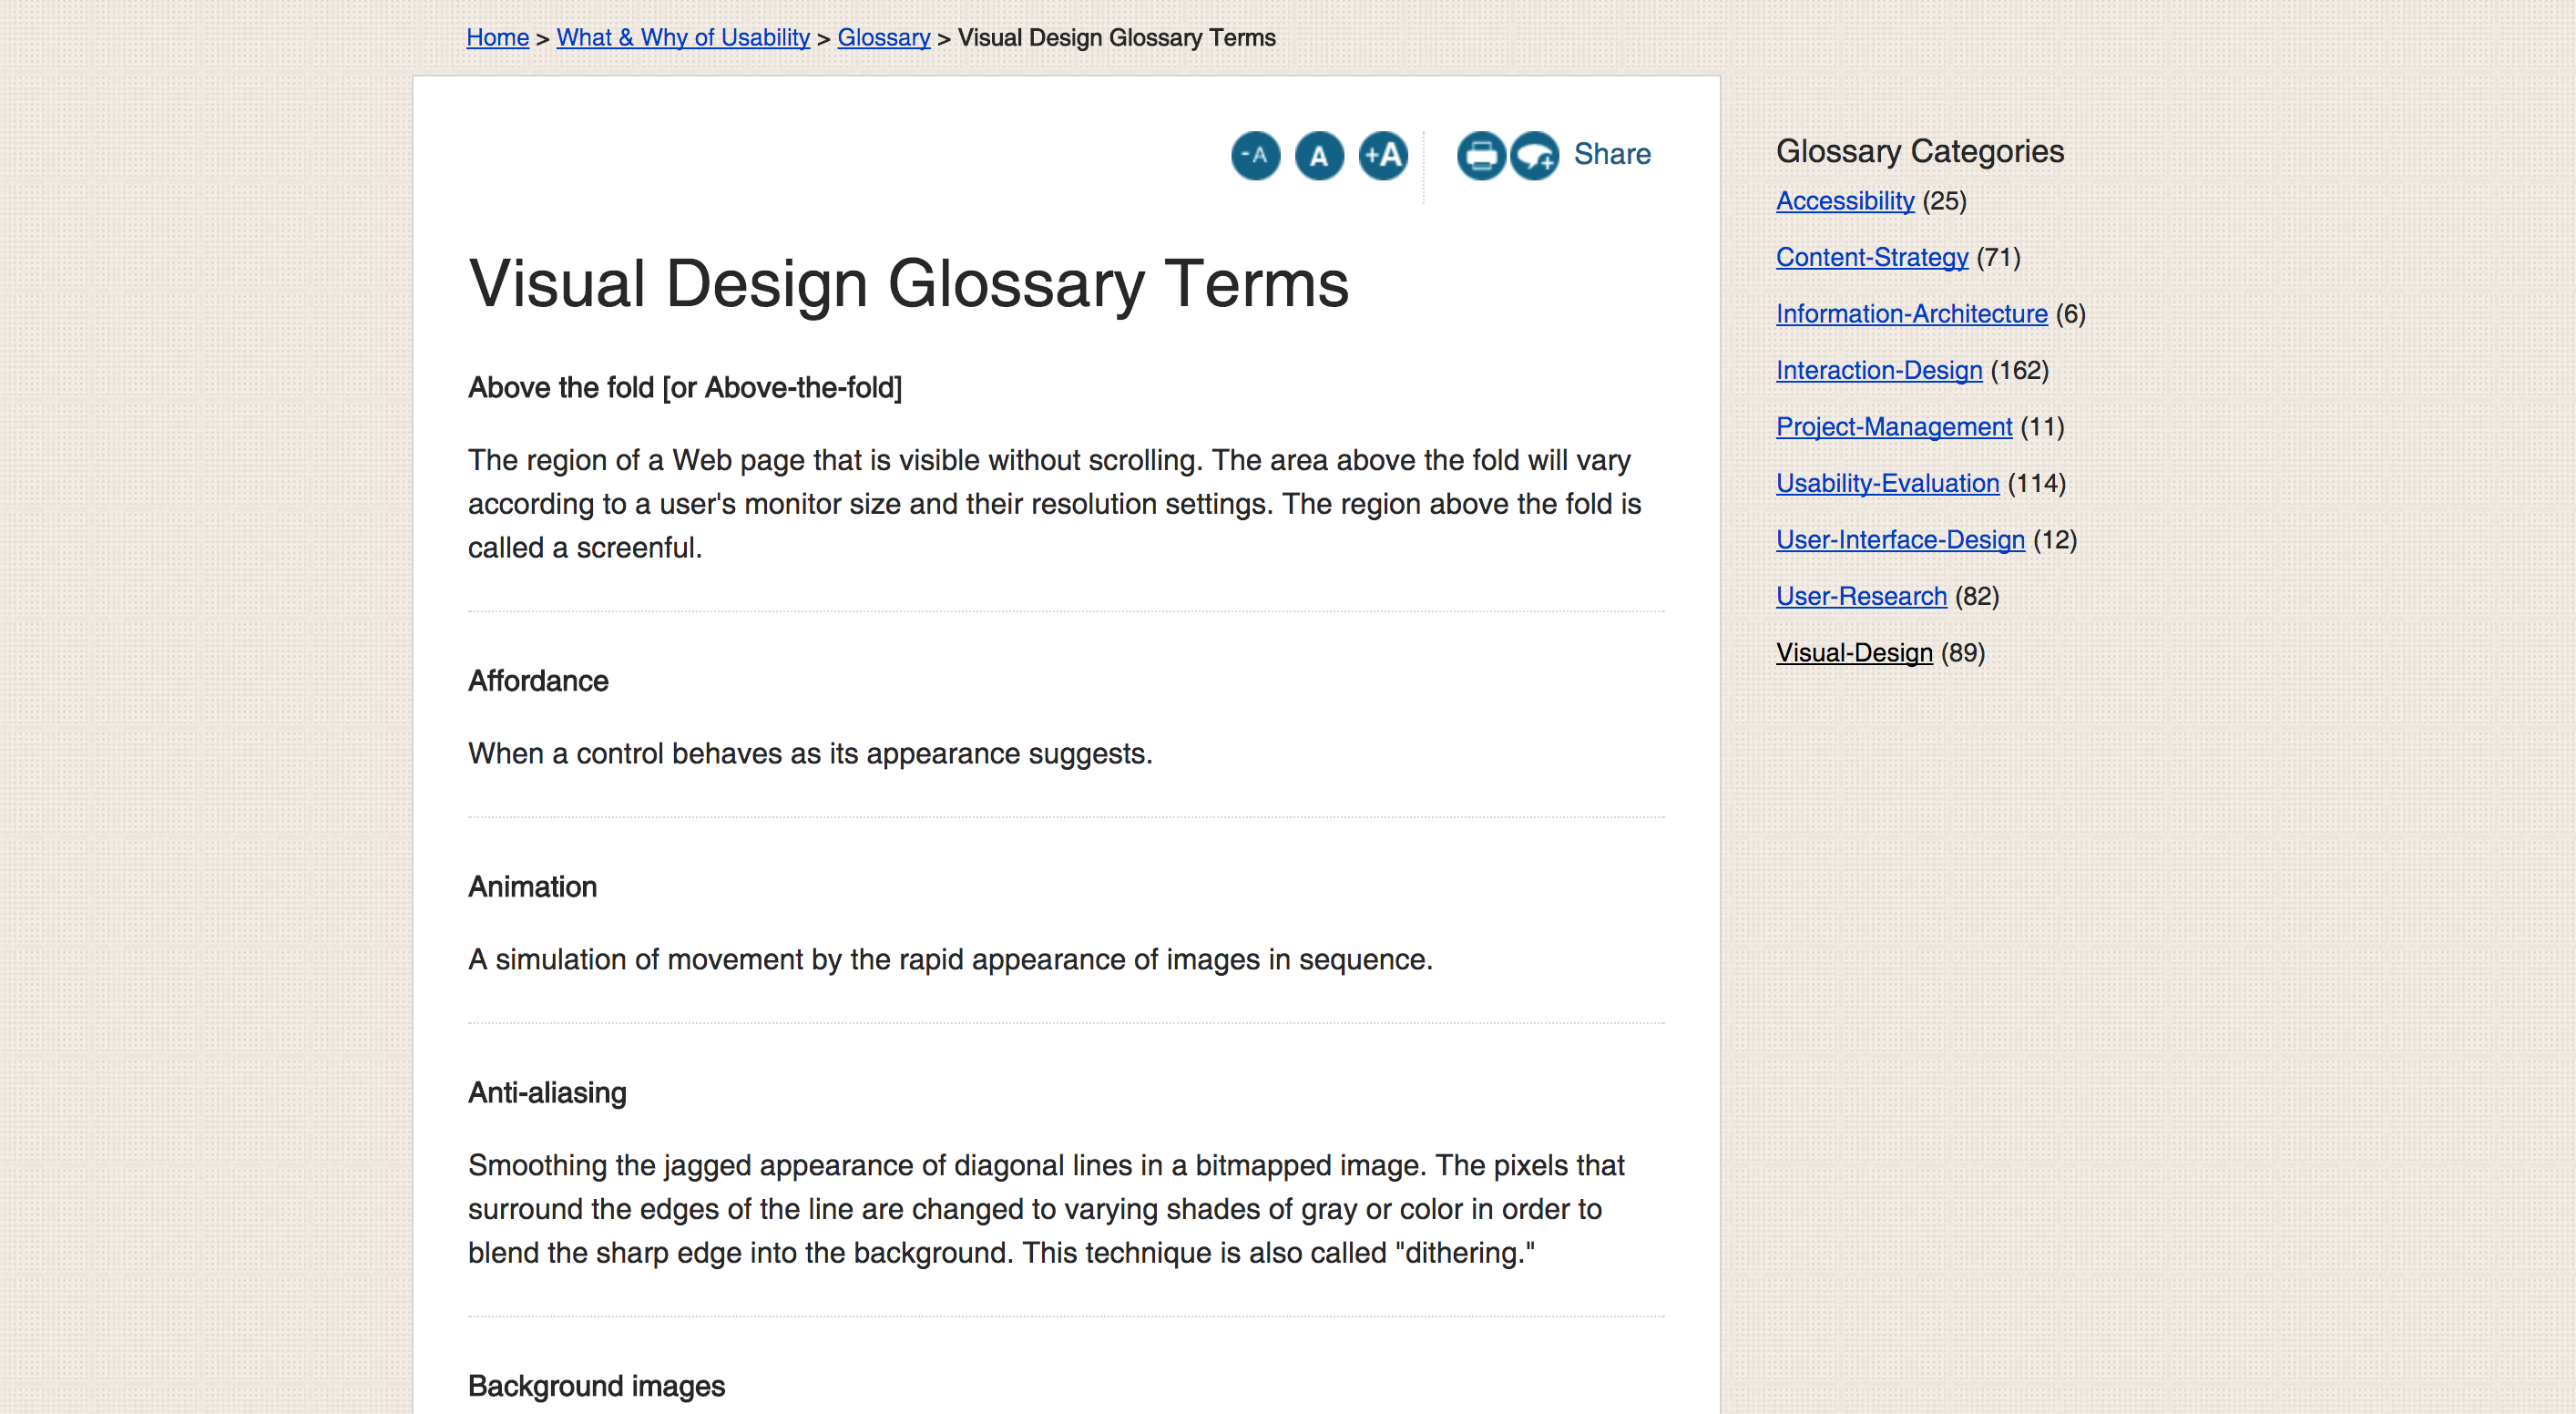 Home > What & Why of Usability > Glossary > Visual Design Glossary Terms
-A A +A Share
Visual Design Glossary Terms
Above the fold [or Above-the-fold]
The region of a Web page that is visible without scrolling. The area above the fold will vary
according to a user's monitor size and their resolution settings. The region above the fold is
called a screenful.
Affordance
When a control behaves as its appearance suggests.
Animation
A simulation of movement by the rapid appearance of images in sequence.
Anti-aliasing
Smoothing the jagged appearance of diagonal lines in a bitmapped image. The pixels that
surround the edges of the line are changed to varying shades of gray or color in order to
blend the sharp edge into the background. This technique is also called "dithering."
Background images
Glossary Categories
Accessibility (25)
Content-Strategy (71)
Information-Architecture (6)
Interaction-Design (162)
Project-Management (11)
Usability-Evaluation (114)
User-Interface-Design (12)
User-Research (82)
Visual-Design (89)